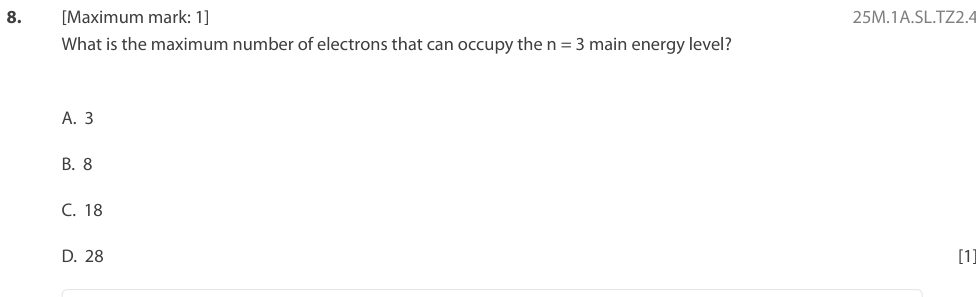 8. [Maximum mark: 1] 25M.1A.SL.TZ2.4
What is the maximum number of electrons that can occupy the n = 3 main energy level?
A. 3
B. 8
C. 18
D. 28 [1]